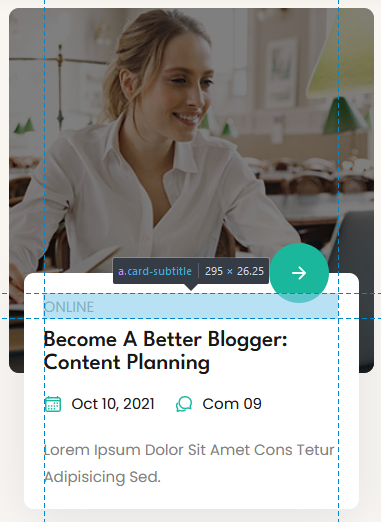 a.card-subtitle 295 × 26.25
ONLINE
Become A Better Blogger:
Content Planning
Oct 10, 2021 Com 09
Lorem Ipsum Dolor Sit Amet Cons Tetur
Adipisicing Sed.